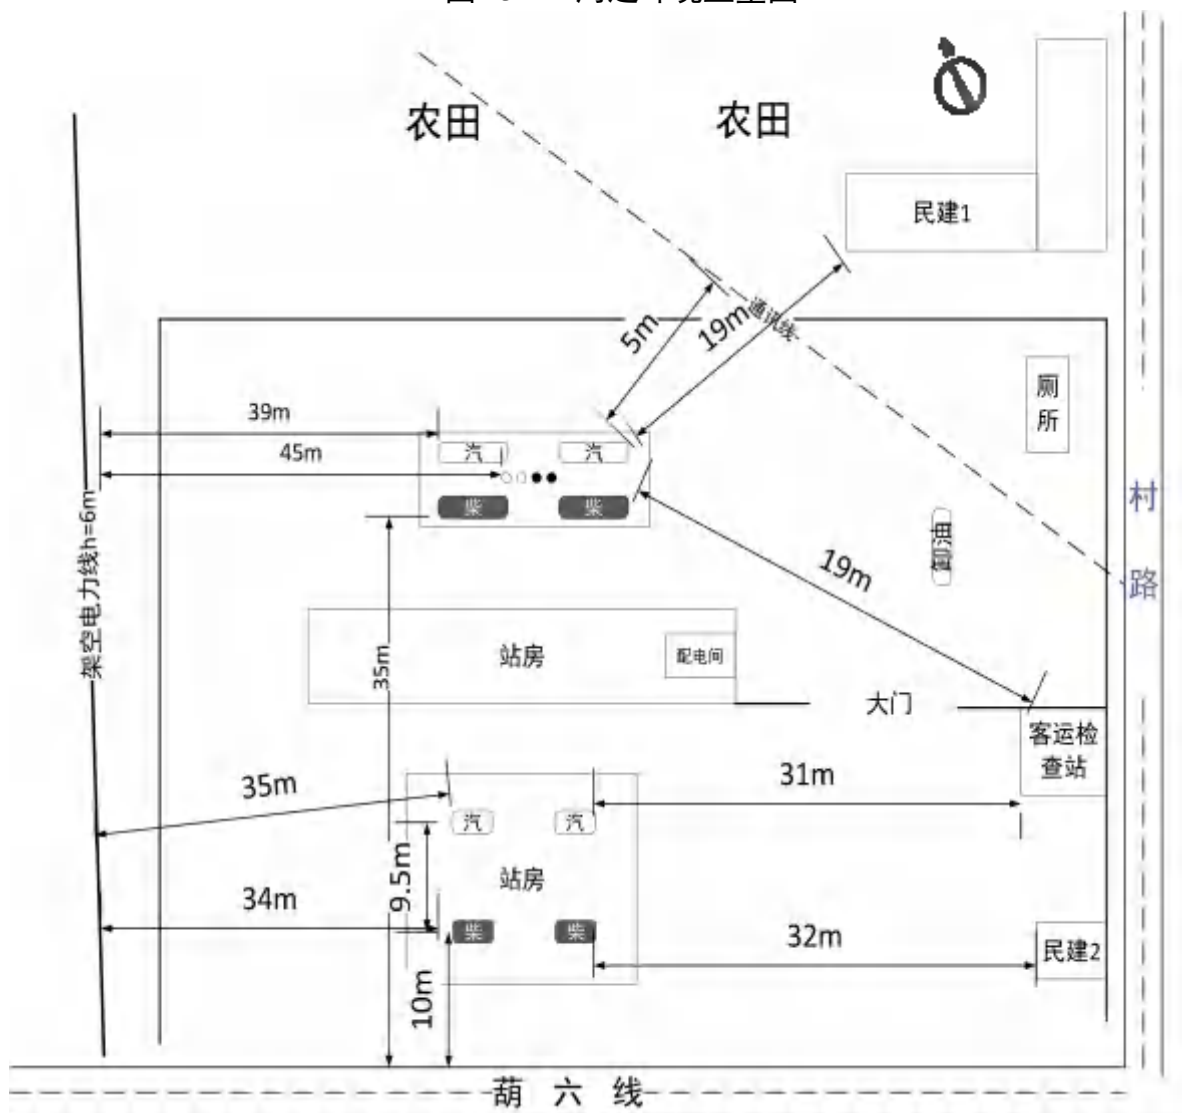 农田
农田
民建1
5m
19m
通讯线
厕
所
39m
汽
汽
45m
柴
柴
村
路
卸油
19m
架空电力线h=6m
站房
配电间
35m
大门
客运检
查站
35m
31m
汽
汽
9.5m
站房
34m
柴
柴
32m
民建2
10m
葫 六 线